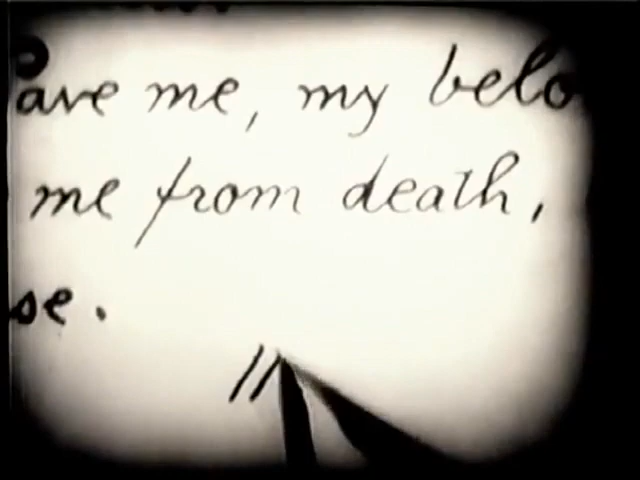 ave me, my belo
me from death,
se.
//